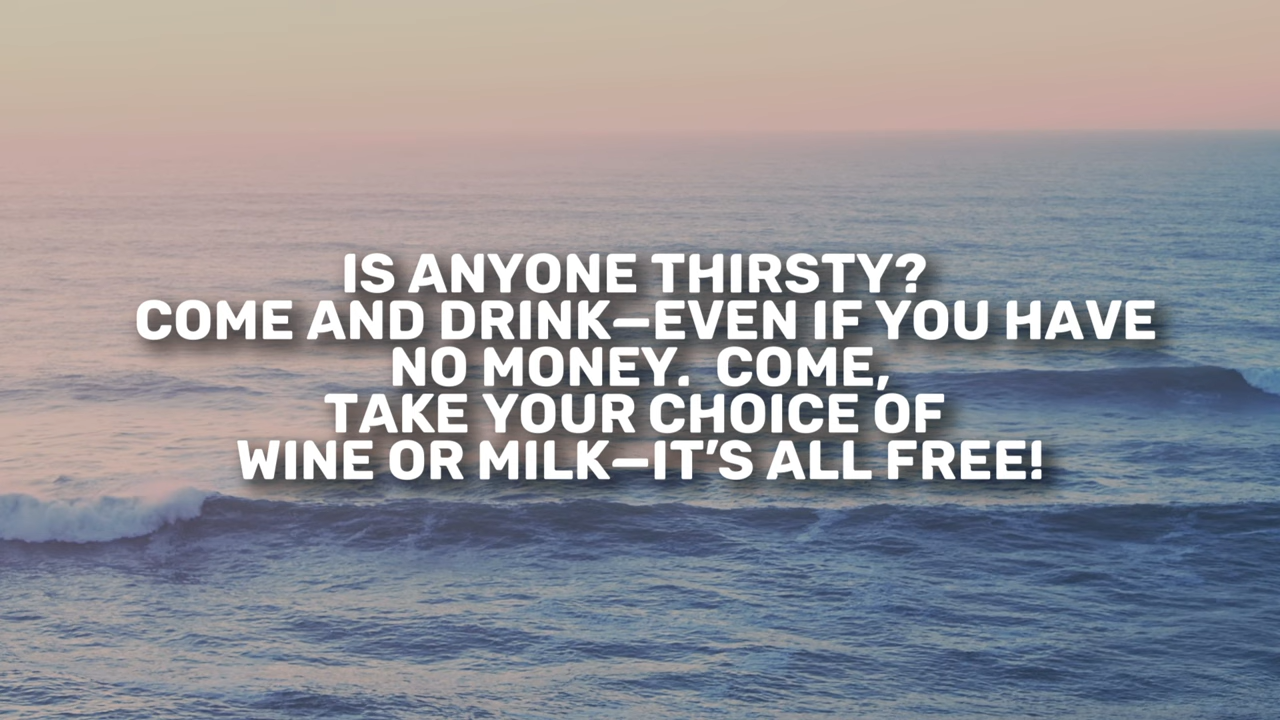 IS ANYONE THIRSTY?
COME AND DRINK—EVEN IF YOU HAVE
NO MONEY.  COME,
TAKE YOUR CHOICE OF
WINE OR MILK—IT’S ALL FREE!